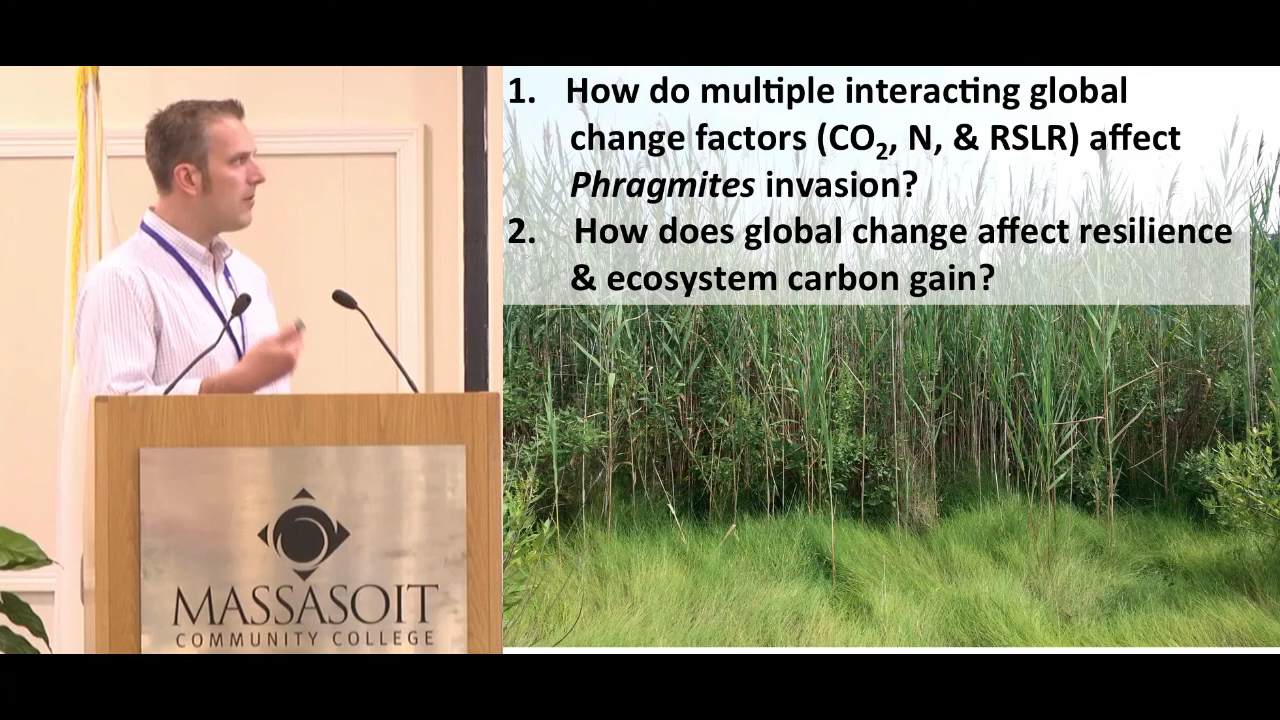 1. How do multiple interacting global
change factors (CO₂, N, & RSLR) affect
Phragmites invasion?
2. How does global change affect resilience
& ecosystem carbon gain?
MASSASOIT
COMMUNITY COLLEGE